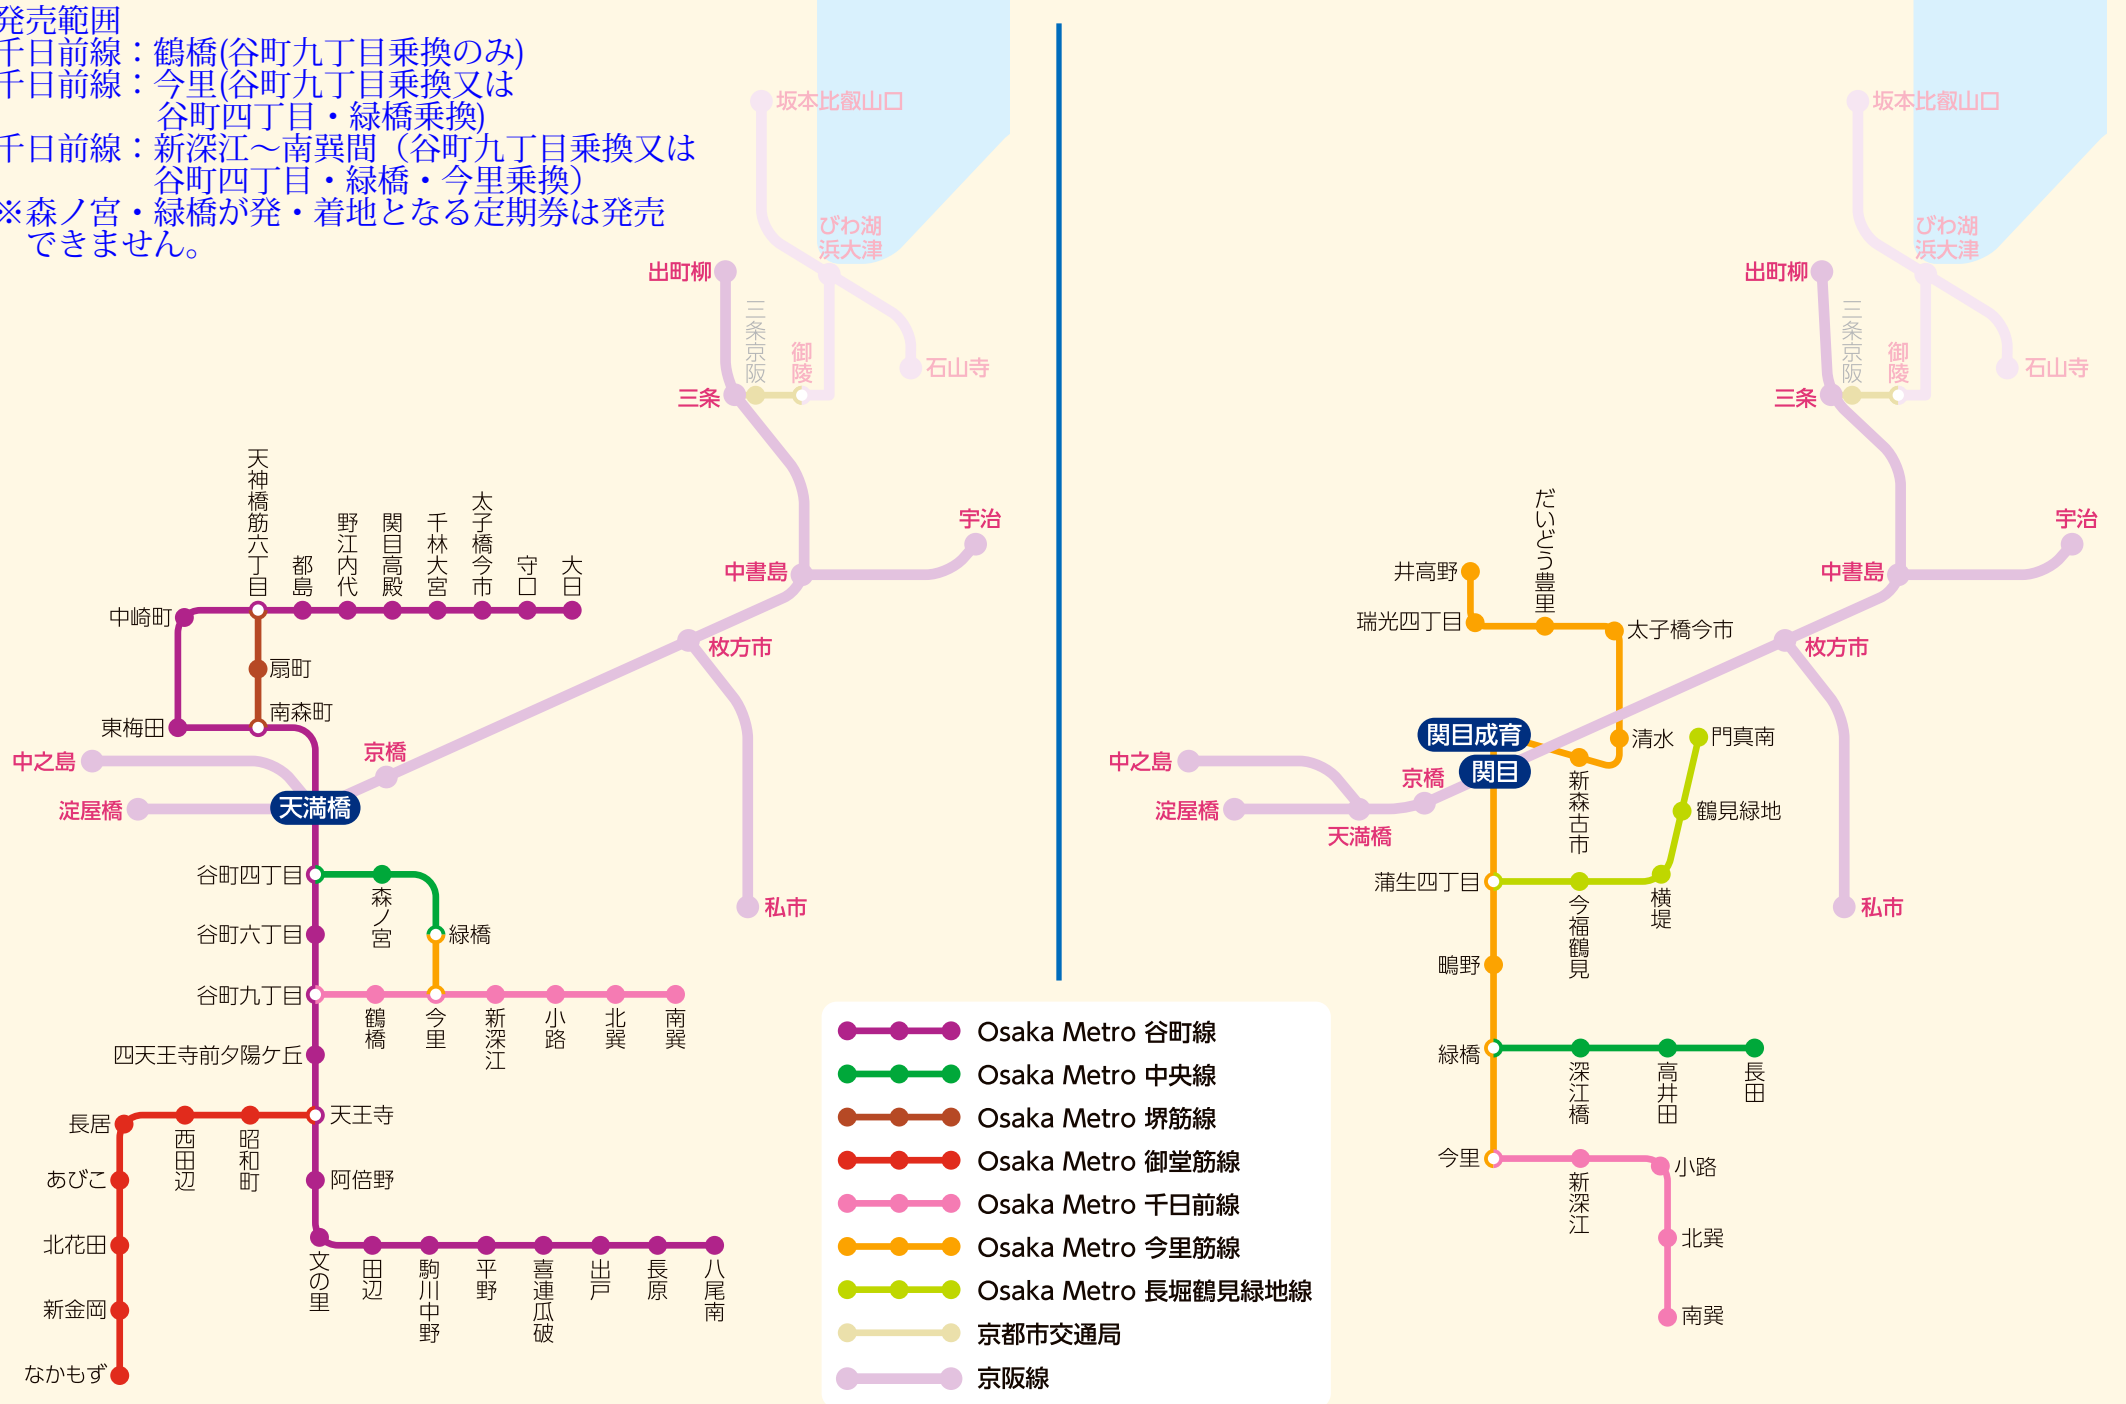 発売範囲
千日前線：鶴橋(谷町九丁目乗換のみ)
千日前線：今里(谷町九丁目乗換又は
谷町四丁目・緑橋乗換)
千日前線：新深江～南巽間（谷町九丁目乗換又は
谷町四丁目・緑橋・今里乗換）
※森ノ宮・緑橋が発・着地となる定期券は発売
できません。
坂本比叡山口
びわ湖
浜大津
出町柳
三条京阪
御陵
石山寺
三条
宇治
中書島
枚方市
私市
天神橋筋六丁目
都島
野江内代
関目高殿
千林大宮
太子橋今市
守口
大日
中崎町
扇町
南森町
東梅田
中之島
京橋
淀屋橋
天満橋
谷町四丁目
森ノ宮
谷町六丁目
緑橋
谷町九丁目
鶴橋
今里
新深江
小路
北巽
南巽
四天王寺前夕陽ケ丘
天王寺
長居
西田辺
昭和町
あびこ
阿倍野
北花田
文の里
田辺
駒川中野
平野
喜連瓜破
出戸
長原
八尾南
新金岡
なかもず
坂本比叡山口
びわ湖
浜大津
出町柳
三条京阪
御陵
石山寺
三条
宇治
中書島
枚方市
私市
井高野
だいどう豊里
瑞光四丁目
太子橋今市
関目成育
清水
門真南
関目
新森古市
中之島
京橋
淀屋橋
天満橋
鶴見緑地
蒲生四丁目
今福鶴見
横堤
鴫野
緑橋
深江橋
高井田
長田
今里
新深江
小路
北巽
南巽
Osaka Metro 谷町線
Osaka Metro 中央線
Osaka Metro 堺筋線
Osaka Metro 御堂筋線
Osaka Metro 千日前線
Osaka Metro 今里筋線
Osaka Metro 長堀鶴見緑地線
京都市交通局
京阪線